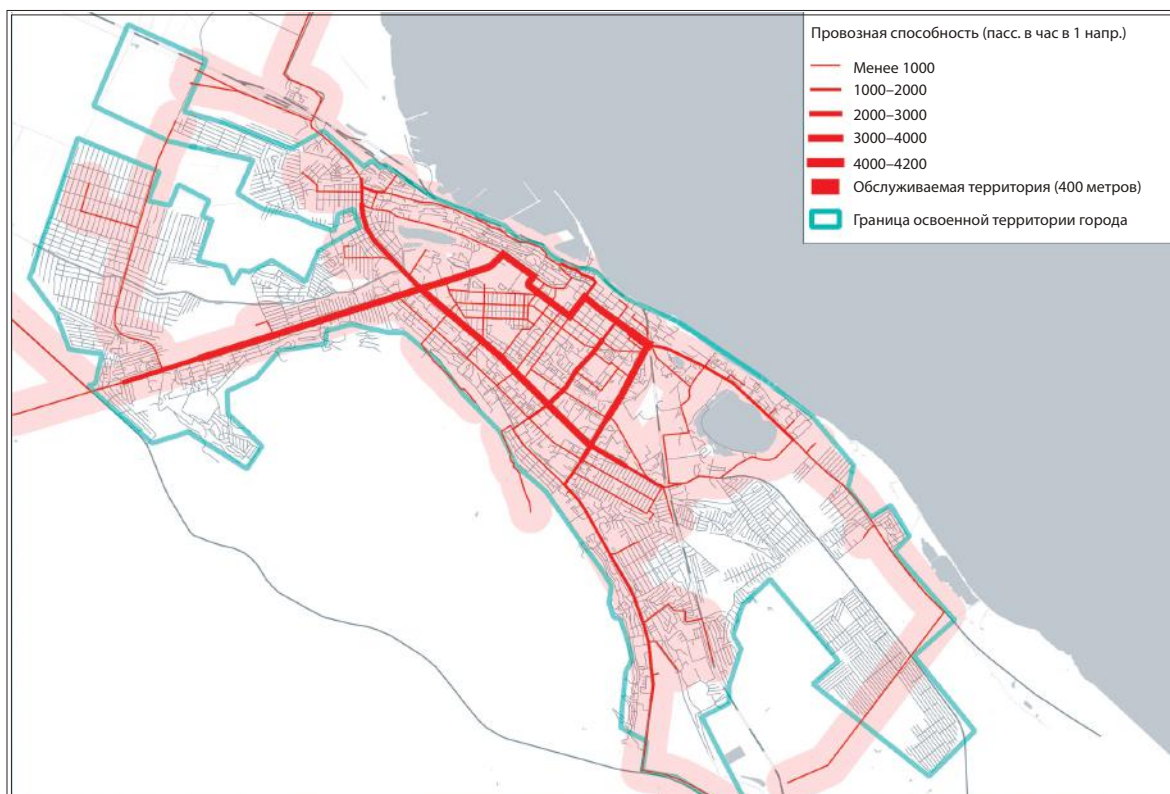 Провозная способность (пасс. в час в 1 напр.)
Менее 1000
1000–2000
2000–3000
3000–4000
4000–4200
Обслуживаемая территория (400 метров)
Граница освоенной территории города